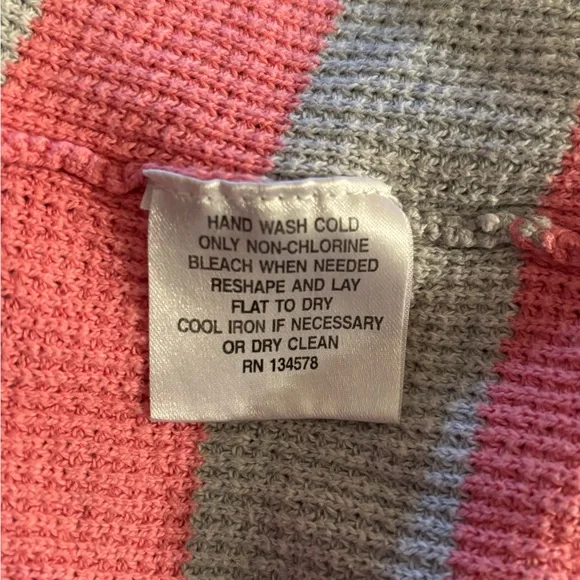 HAND WASH COLD
ONLY NON-CHLORINE
BLEACH WHEN NEEDED
RESHAPE AND LAY
FLAT TO DRY
COOL IRON IF NECESSARY
OR DRY CLEAN
RN 134578